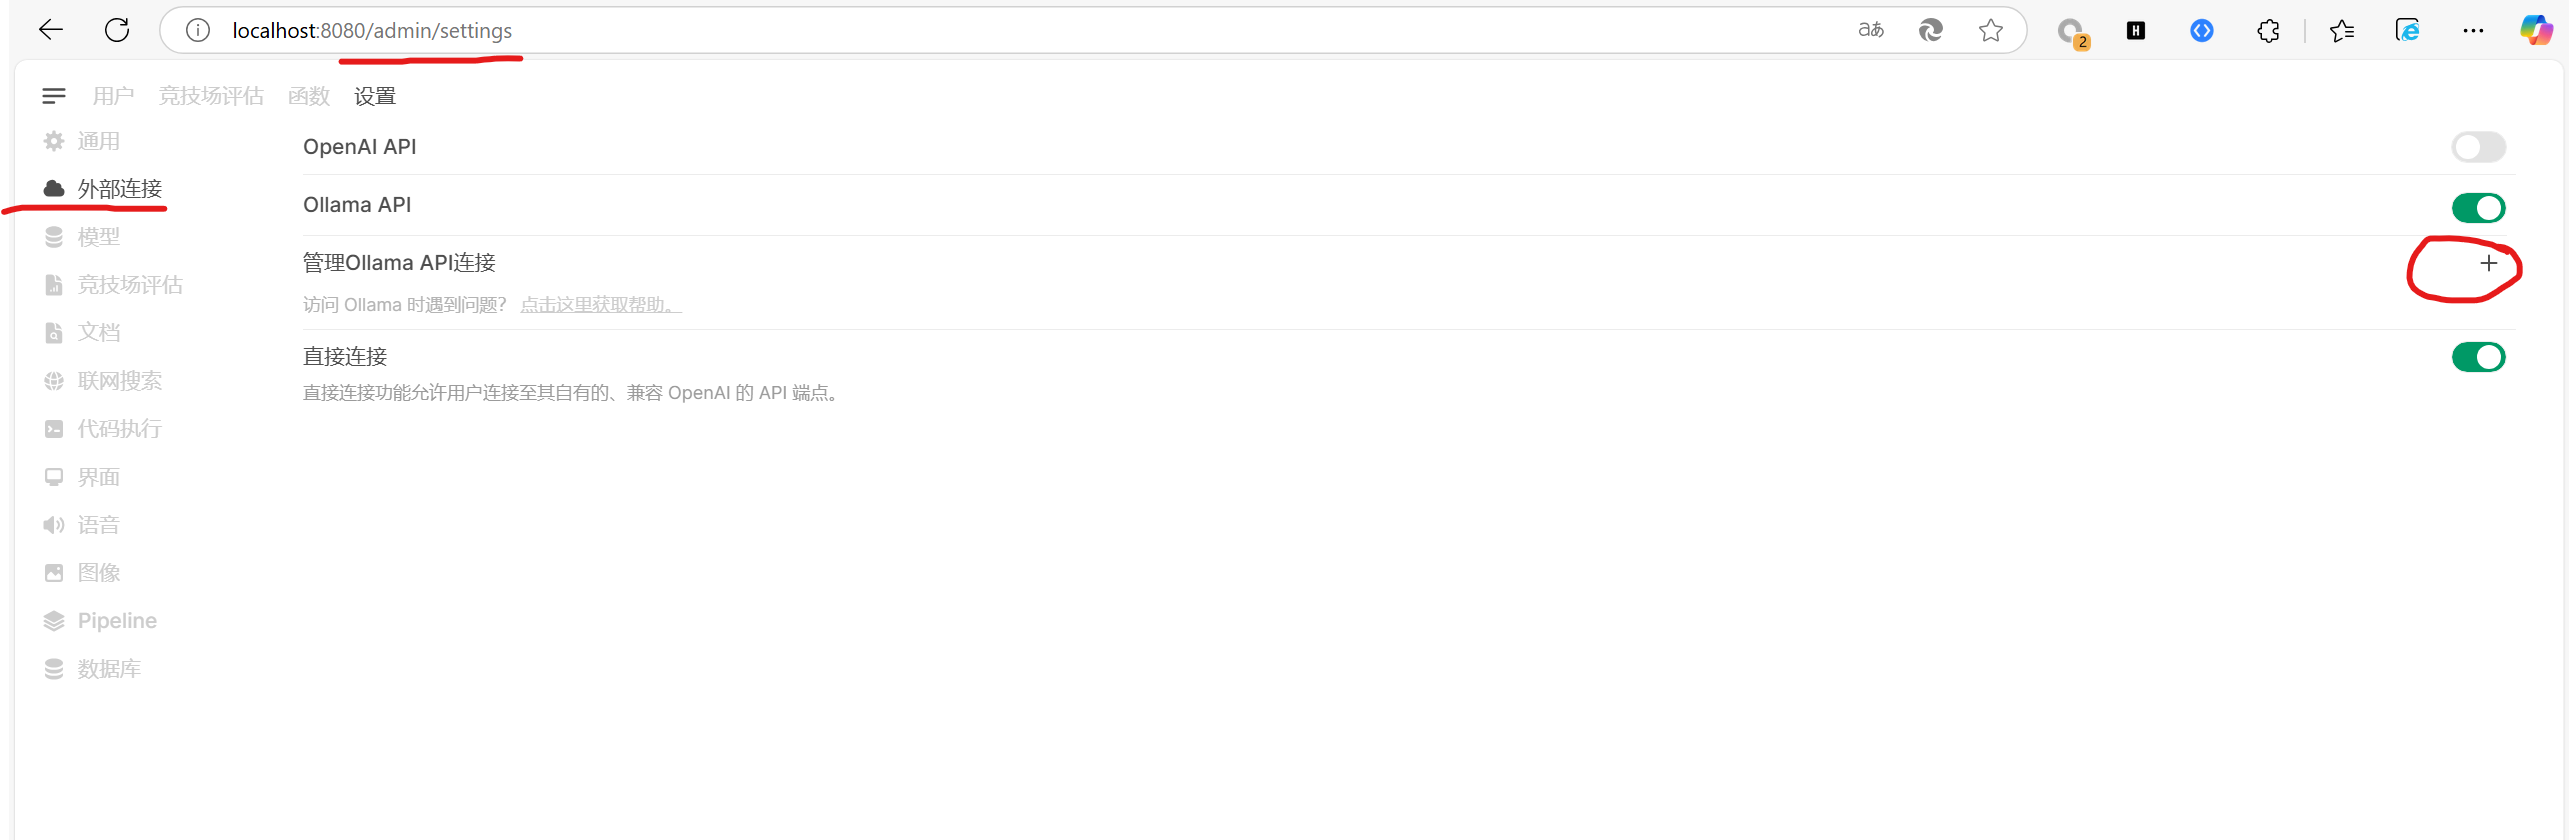 localhost:8080/admin/settings
aあ
2
H
用户 竞技场评估 函数 设置
通用
外部连接
模型
竞技场评估
文档
联网搜索
代码执行
界面
语音
图像
Pipeline
数据库
OpenAI API
Ollama API
管理Ollama API连接
访问 Ollama 时遇到问题? 点击这里获取帮助。
直接连接
直接连接功能允许用户连接至其自有的、兼容 OpenAI 的 API 端点。